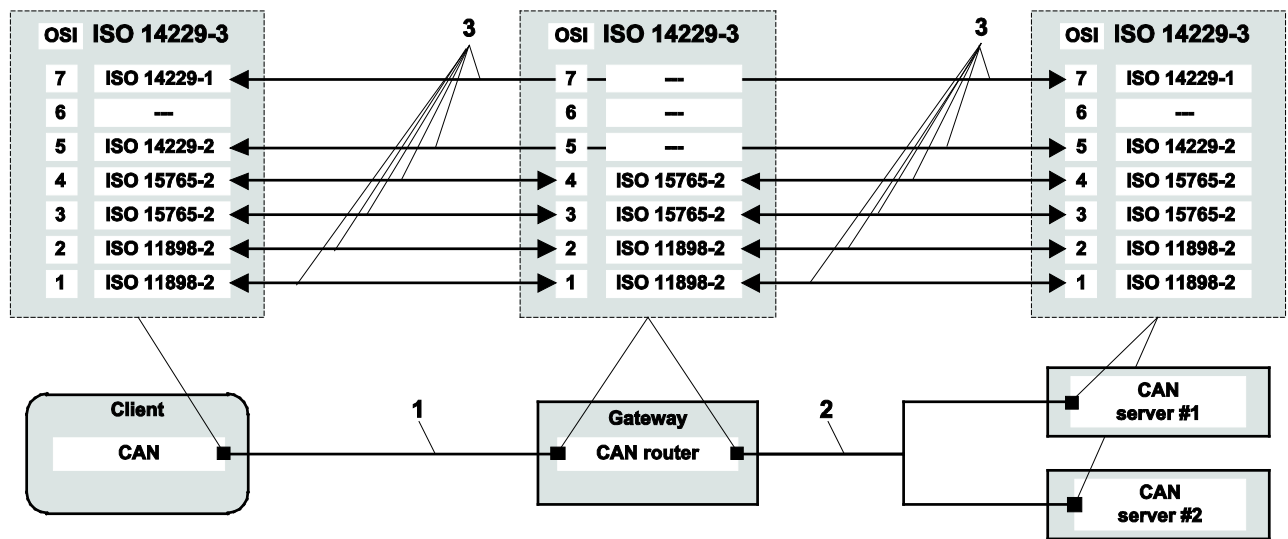 OSI ISO 14229-3 3 OSI ISO 14229-3 3 OSI ISO 14229-3
7 ISO 14229-1 7 --- 7 ISO 14229-1
6 --- 6 --- 6 ---
5 ISO 14229-2 5 --- 5 ISO 14229-2
4 ISO 15765-2 4 ISO 15765-2 4 ISO 15765-2
3 ISO 15765-2 3 ISO 15765-2 3 ISO 15765-2
2 ISO 11898-2 2 ISO 11898-2 2 ISO 11898-2
1 ISO 11898-2 1 ISO 11898-2 1 ISO 11898-2
Client
CAN
1
Gateway
CAN router
2
CAN
server #1
CAN
server #2